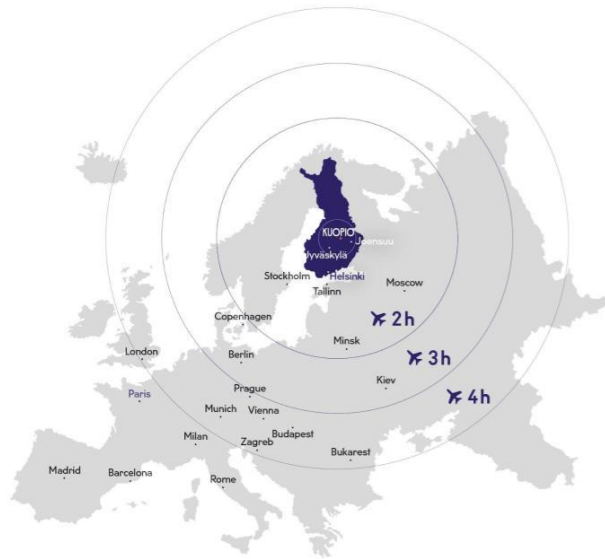 KUOPIO
Joensuu
Jyväskylä
Stockholm
Helsinki
Tallinn
Moscow
Copenhagen
2h
Minsk
London
Berlin
3h
Kiev
Paris
Prague
4h
Munich
Vienna
Budapest
Milan
Zagreb
Bukarest
Madrid
Barcelona
Rome